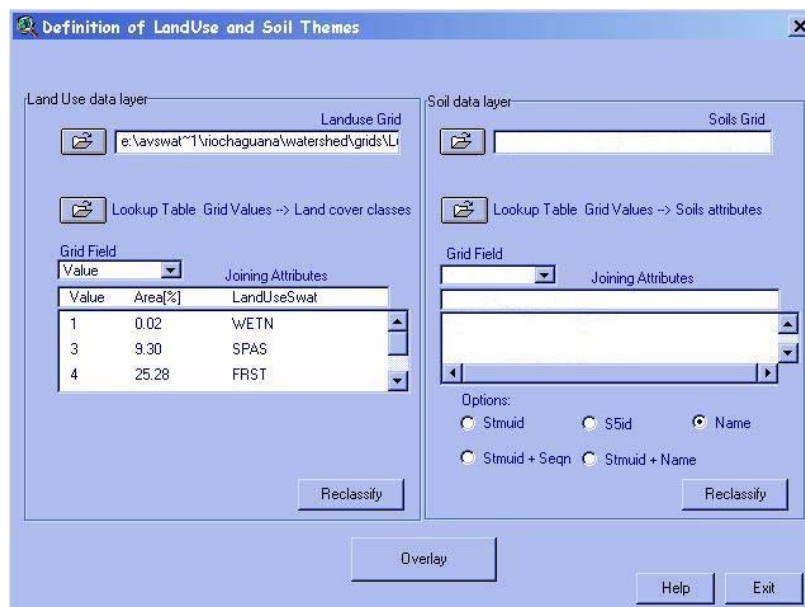 Definition of LandUse and Soil Themes
Land Use data layer
Landuse Grid
e:\avswat~1\riochaguana\watershed\grids\L
Lookup Table Grid Values --> Land cover classes
Grid Field
Value
Joining Attributes
Value Area[%] LandUseSwat
1 0.02 WETN
3 9.30 SPAS
4 25.28 FRST
Reclassify
Soil data layer
Soils Grid
Lookup Table Grid Values --> Soils attributes
Grid Field
Joining Attributes
Options:
Stmuid S5id Name
Stmuid + Seqn Stmuid + Name
Reclassify
Overlay
Help Exit